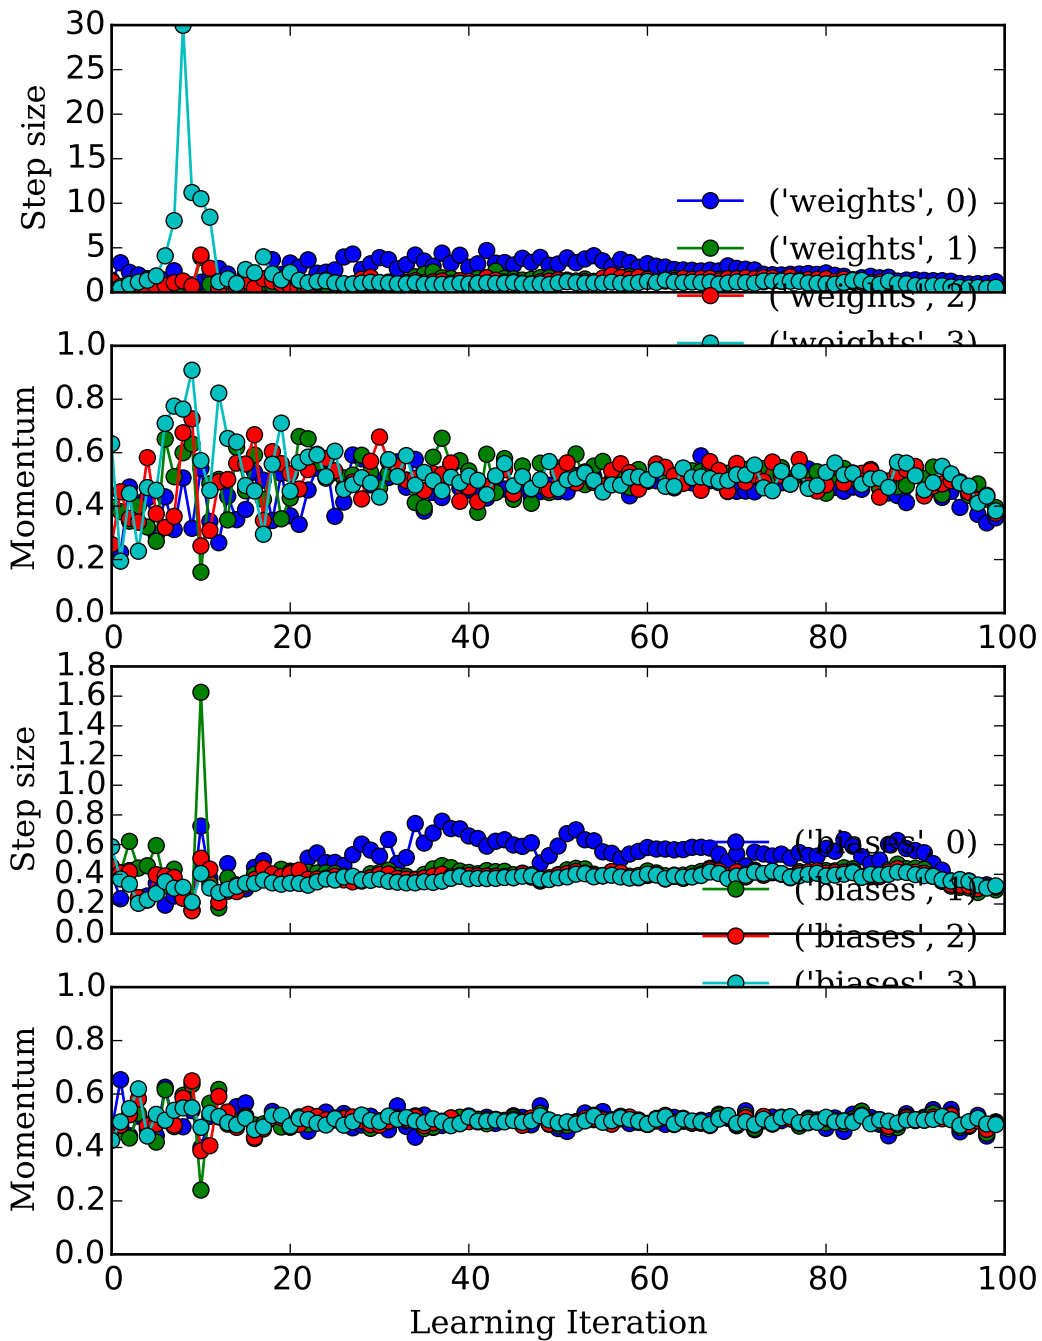 30
25
20
15
10
5
0
Step size
('weights', 0)
('weights', 1)
('weights', 2)
('weights', 3)
1.0
0.8
0.6
0.4
0.2
0.0
Momentum
0 20 40 60 80 100
1.8
1.6
1.4
1.2
1.0
0.8
0.6
0.4
0.2
0.0
Step size
('biases', 0)
('biases', 1)
('biases', 2)
('biases', 3)
1.0
0.8
0.6
0.4
0.2
0.0
Momentum
0 20 40 60 80 100
Learning Iteration